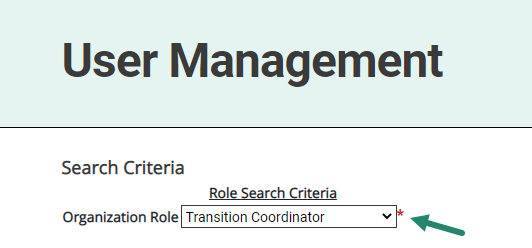 User Management
Search Criteria
Role Search Criteria
Organization Role Transition Coordinator *